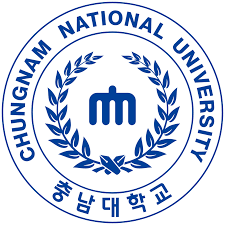 CHUNGNAM NATIONAL UNIVERSITY
충남대학교